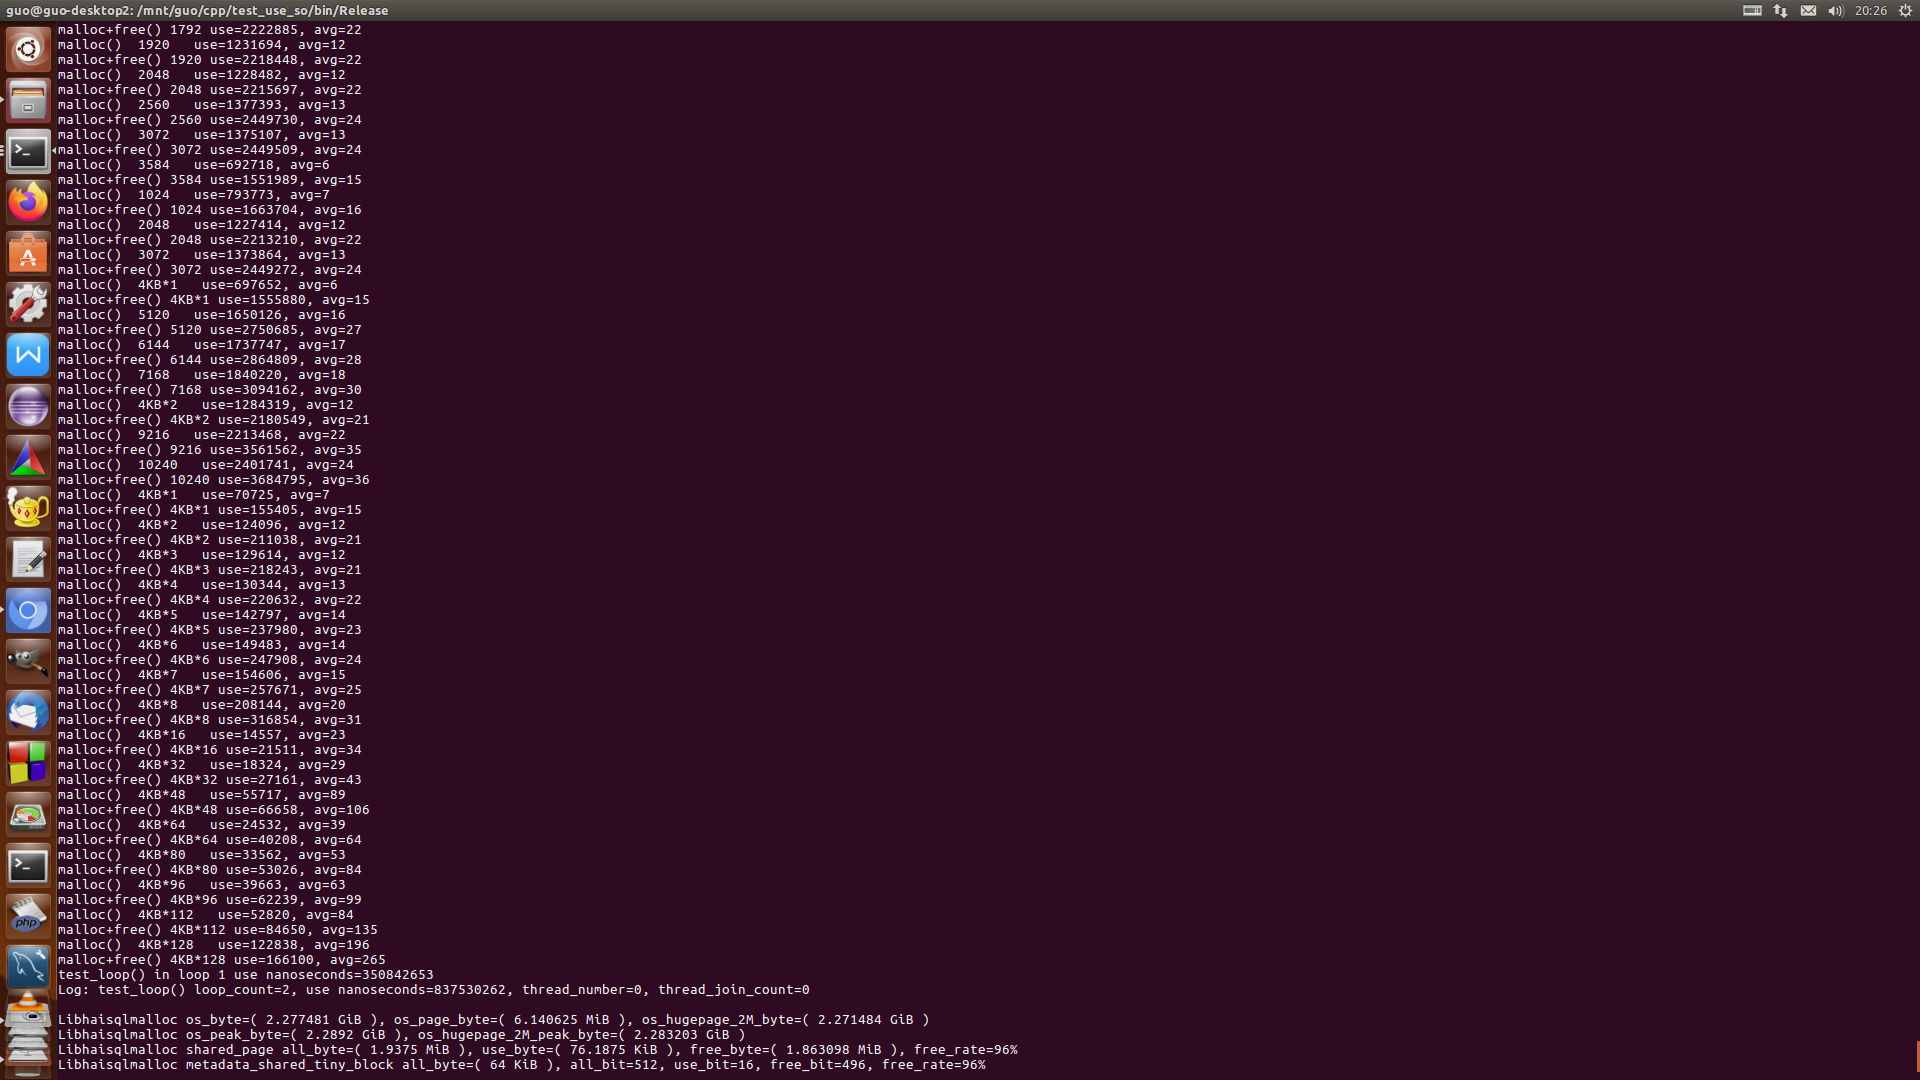 guo@guo-desktop2: /mnt/guo/cpp/test_use_so/bin/Release
20:26
malloc+free() 1792 use=2222885, avg=22
malloc()  1920   use=1231694, avg=12
malloc+free() 1920 use=2218448, avg=22
malloc()  2048   use=1228482, avg=12
malloc+free() 2048 use=2215697, avg=22
malloc()  2560   use=1377393, avg=13
malloc+free() 2560 use=2449730, avg=24
malloc()  3072   use=1375107, avg=13
malloc+free() 3072 use=2449509, avg=24
malloc()  3584   use=692718, avg=6
malloc+free() 3584 use=1551989, avg=15
malloc()  1024   use=793773, avg=7
malloc+free() 1024 use=1663704, avg=16
malloc()  2048   use=1227414, avg=12
malloc+free() 2048 use=2213210, avg=22
malloc()  3072   use=1373864, avg=13
malloc+free() 3072 use=2449272, avg=24
malloc()  4KB*1   use=697652, avg=6
malloc+free() 4KB*1 use=1555880, avg=15
malloc()  5120   use=1650126, avg=16
malloc+free() 5120 use=2750685, avg=27
malloc()  6144   use=1737747, avg=17
malloc+free() 6144 use=2864809, avg=28
malloc()  7168   use=1840220, avg=18
malloc+free() 7168 use=3094162, avg=30
malloc()  4KB*2   use=1284319, avg=12
malloc+free() 4KB*2 use=2180549, avg=21
malloc()  9216   use=2213468, avg=22
malloc+free() 9216 use=3561562, avg=35
malloc()  10240   use=2401741, avg=24
malloc+free() 10240 use=3684795, avg=36
malloc()  4KB*1   use=70725, avg=7
malloc+free() 4KB*1 use=155405, avg=15
malloc()  4KB*2   use=124096, avg=12
malloc+free() 4KB*2 use=211038, avg=21
malloc()  4KB*3   use=129614, avg=12
malloc+free() 4KB*3 use=218243, avg=21
malloc()  4KB*4   use=130344, avg=13
malloc+free() 4KB*4 use=220632, avg=22
malloc()  4KB*5   use=142797, avg=14
malloc+free() 4KB*5 use=237980, avg=23
malloc()  4KB*6   use=149483, avg=14
malloc+free() 4KB*6 use=247908, avg=24
malloc()  4KB*7   use=154606, avg=15
malloc+free() 4KB*7 use=257671, avg=25
malloc()  4KB*8   use=208144, avg=20
malloc+free() 4KB*8 use=316854, avg=31
malloc()  4KB*16   use=14557, avg=23
malloc+free() 4KB*16 use=21511, avg=34
malloc()  4KB*32   use=18324, avg=29
malloc+free() 4KB*32 use=27161, avg=43
malloc()  4KB*48   use=55717, avg=89
malloc+free() 4KB*48 use=66658, avg=106
malloc()  4KB*64   use=24532, avg=39
malloc+free() 4KB*64 use=40208, avg=64
malloc()  4KB*80   use=33562, avg=53
malloc+free() 4KB*80 use=53026, avg=84
malloc()  4KB*96   use=39663, avg=63
malloc+free() 4KB*96 use=62239, avg=99
malloc()  4KB*112   use=52820, avg=84
malloc+free() 4KB*112 use=84650, avg=135
malloc()  4KB*128   use=122838, avg=196
malloc+free() 4KB*128 use=166100, avg=265
test_loop() in loop 1 use nanoseconds=350842653
Log: test_loop() loop_count=2, use nanoseconds=837530262, thread_number=0, thread_join_count=0
Libhaisqlmalloc os_byte=( 2.277481 GiB ), os_page_byte=( 6.140625 MiB ), os_hugepage_2M_byte=( 2.271484 GiB )
Libhaisqlmalloc os_peak_byte=( 2.2892 GiB ), os_hugepage_2M_peak_byte=( 2.283203 GiB )
Libhaisqlmalloc shared_page all_byte=( 1.9375 MiB ), use_byte=( 76.1875 KiB ), free_byte=( 1.863098 MiB ), free_rate=96%
Libhaisqlmalloc metadata_shared_tiny_block all_byte=( 64 KiB ), all_bit=512, use_bit=16, free_bit=496, free_rate=96%
php